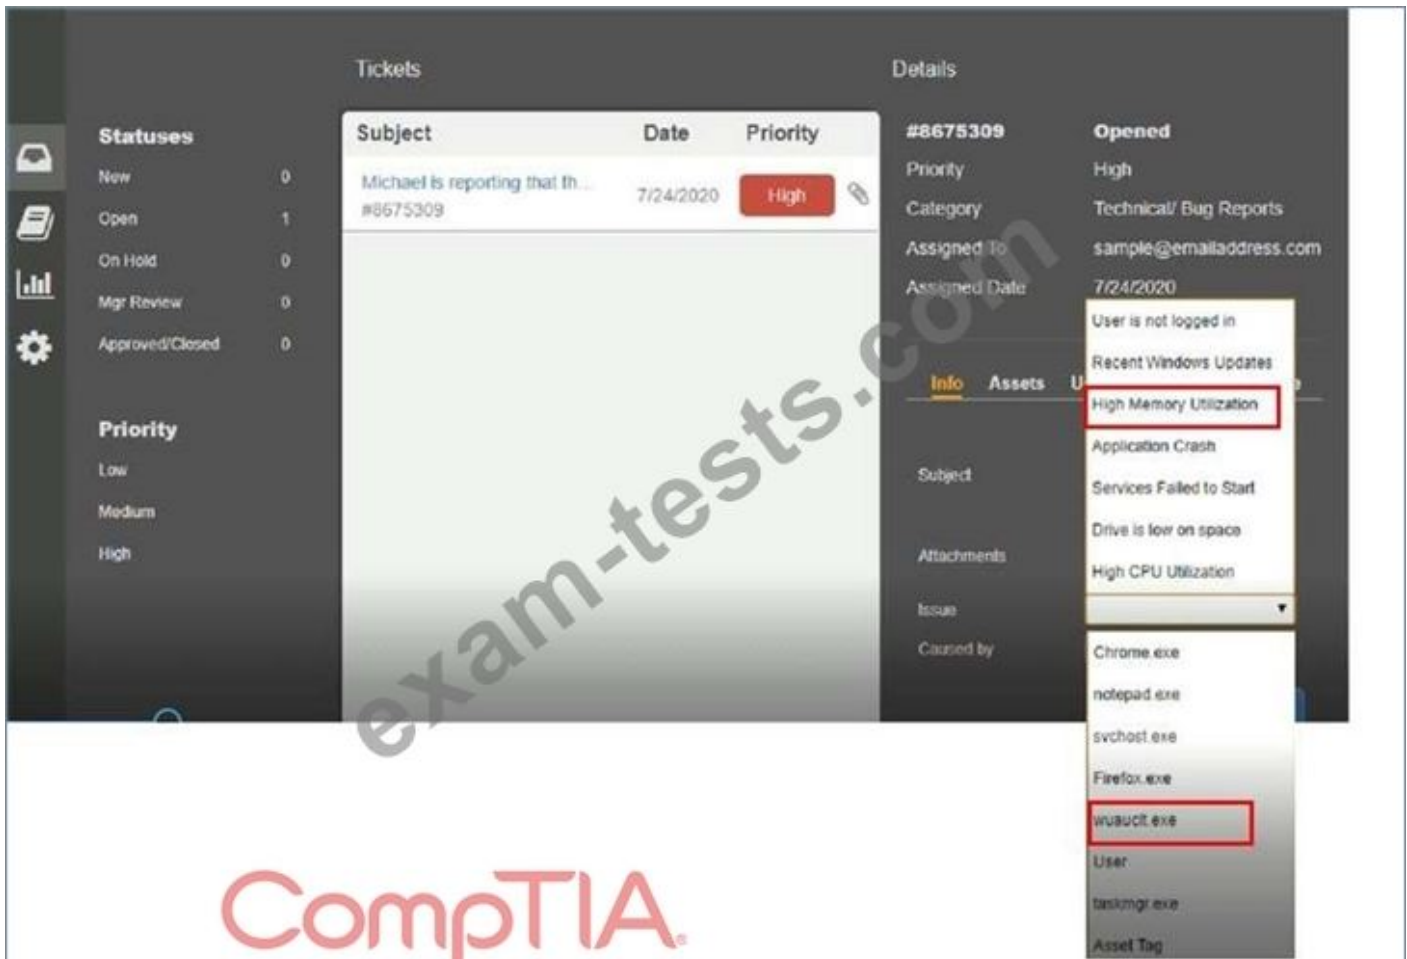 Tickets
Details
Statuses
New 0
Open 1
On Hold 0
Mgr Review 0
Approved/Closed 0
Priority
Low
Medium
High
Subject Date Priority
Michael is reporting that th... 7/24/2020 High
#8675309
#8675309 Opened
Priority High
Category Technical/ Bug Reports
Assigned To sample@emailaddress.com
Assigned Date 7/24/2020
Info Assets
Subject
Attachments
Issue
Caused by
User is not logged in
Recent Windows Updates
High Memory Utilization
Application Crash
Services Failed to Start
Drive is low on space
High CPU Utilization
Chrome.exe
notepad.exe
svchost.exe
Firefox.exe
wuauclt.exe
User
taskmgr.exe
Asset Tag
exam-tests.com
CompTIA.